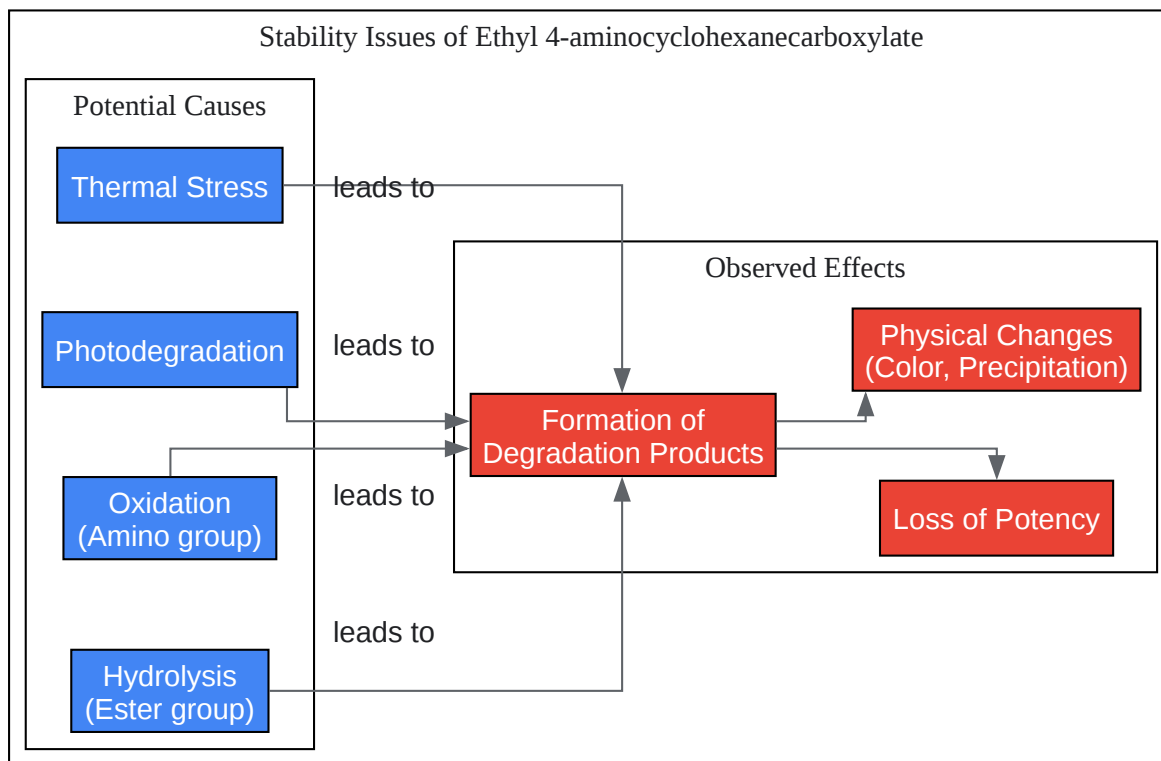 Stability Issues of Ethyl 4-aminocyclohexanecarboxylate
Potential Causes
Thermal Stress
leads to
Observed Effects
Photodegradation
leads to
Physical Changes
(Color, Precipitation)
Formation of
Degradation Products
Oxidation
(Amino group)
leads to
Loss of Potency
leads to
Hydrolysis
(Ester group)